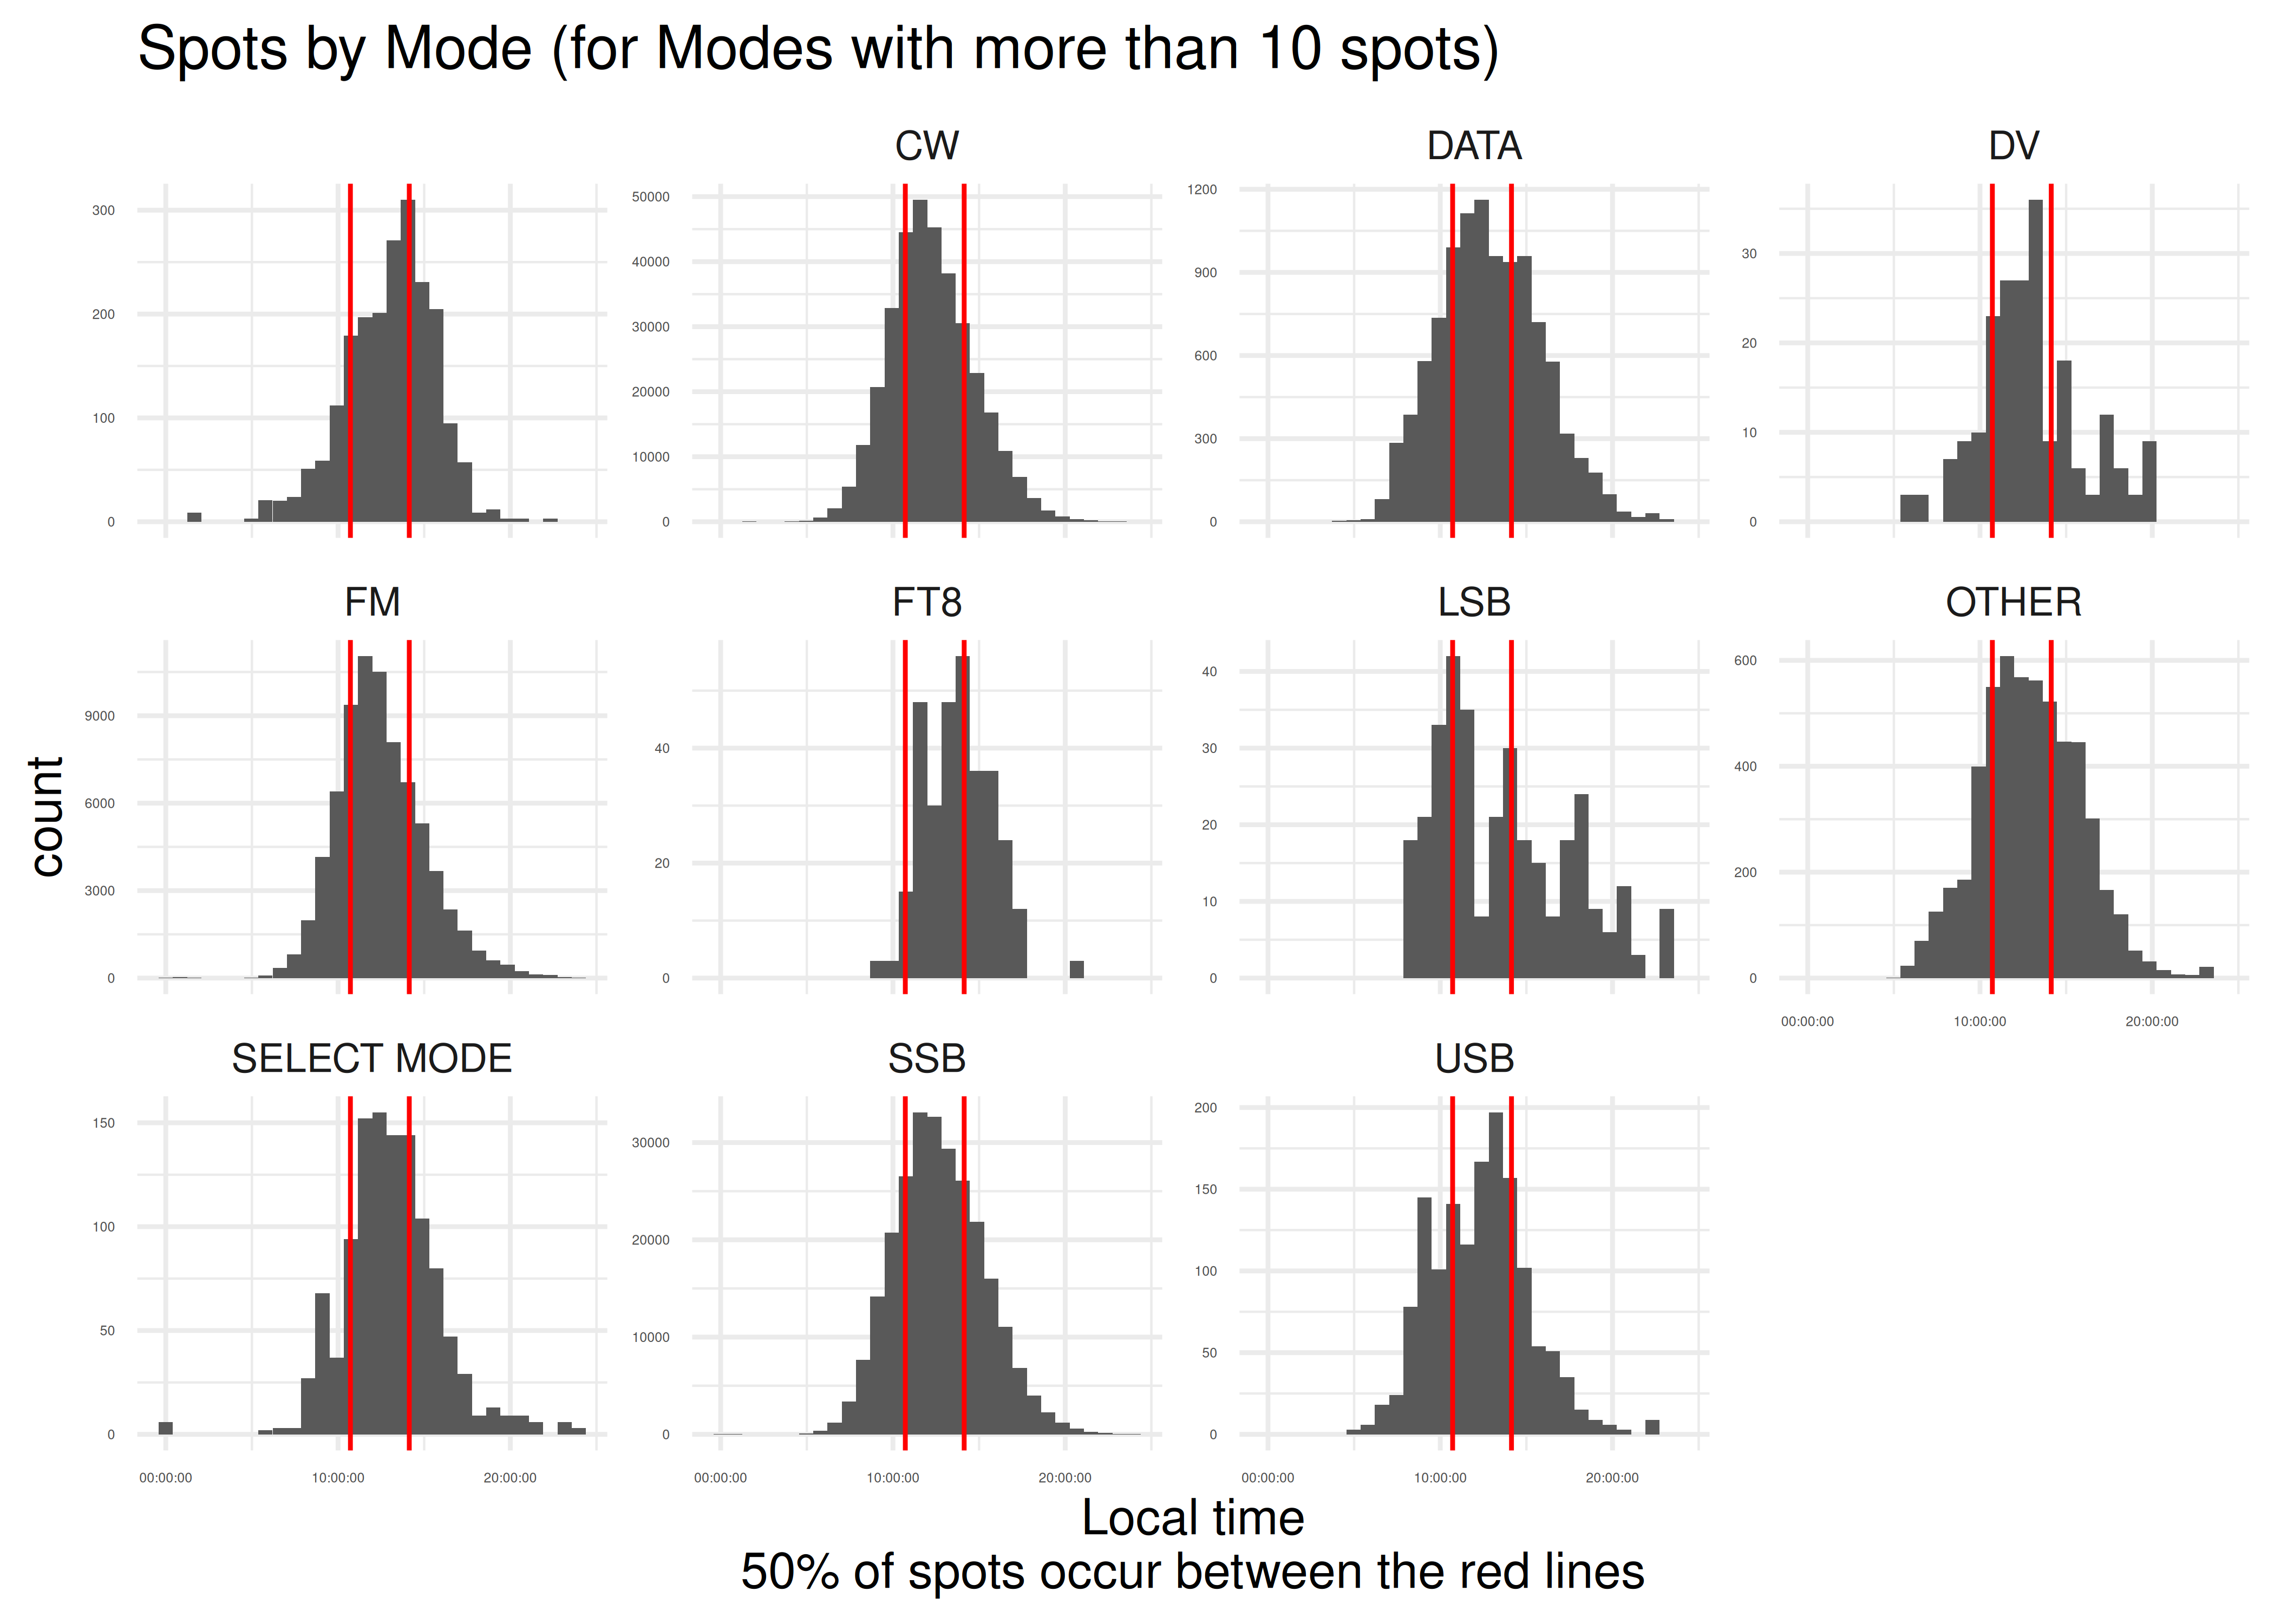 Spots by Mode (for Modes with more than 10 spots)
CW
DATA
DV
300
200
100
0
50000
40000
30000
20000
10000
0
1200
900
600
300
0
30
20
10
0
FM
FT8
LSB
OTHER
9000
6000
3000
0
40
20
0
40
30
20
10
0
600
400
200
0
00:00:00 10:00:00 20:00:00
count
SELECT MODE
SSB
USB
150
100
50
0
30000
20000
10000
0
200
150
100
50
0
00:00:00 10:00:00 20:00:00
00:00:00 10:00:00 20:00:00
00:00:00 10:00:00 20:00:00
Local time
50% of spots occur between the red lines